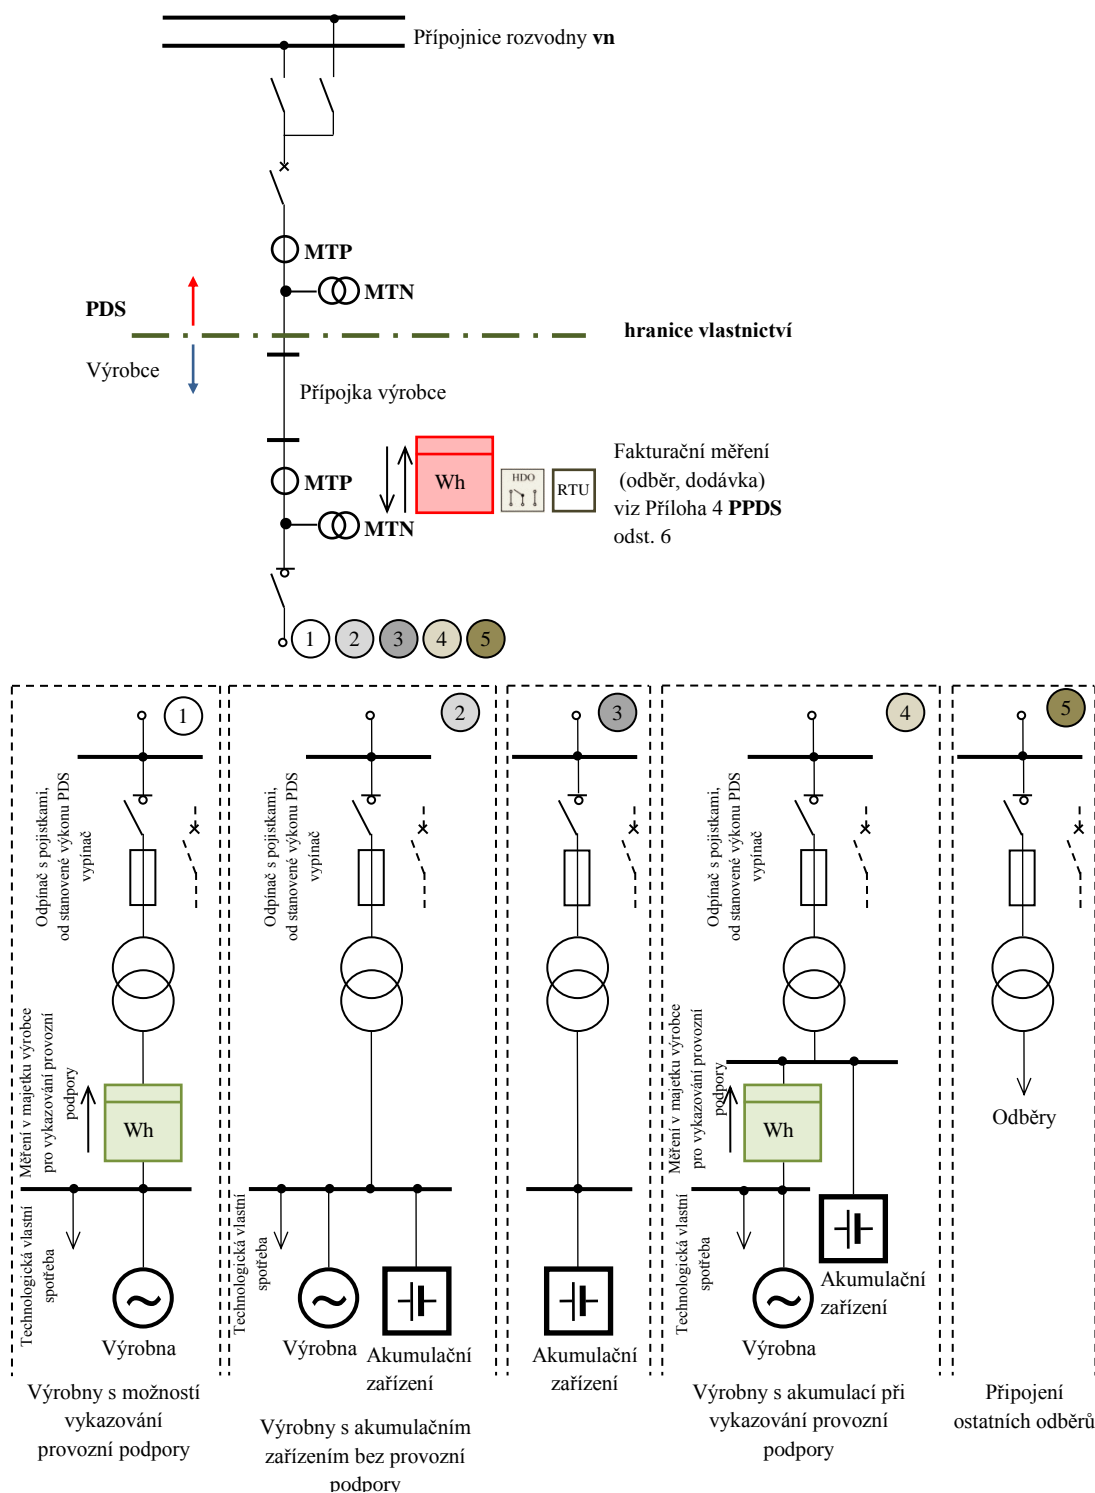 Přípojnice rozvodny vn
MTP
MTN
PDS
hranice vlastnictví
Výrobce
Přípojka výrobce
MTP
MTN
Wh
HDO
RTU
Fakturační měření
(odběr, dodávka)
viz Příloha 4 PPDS
odst. 6
1 2 3 4 5
1
Odpínač s pojistkami,
od stanovené výkonu PDS
vypínač
Měření v majetku výrobce
pro vykazování provozní
podpory
Wh
Technologická vlastní
spotřeba
Výrobna
Výrobny s možností
vykazování
provozní podpory
2
Odpínač s pojistkami,
od stanovené výkonu PDS
vypínač
Technologická vlastní
spotřeba
Výrobna
Akumulační
zařízení
Výrobny s akumulačním
zařízením bez provozní
podpory
3
Akumulační
zařízení
4
Odpínač s pojistkami,
od stanovené výkonu PDS
vypínač
Měření v majetku výrobce
pro vykazování provozní
podpory
Wh
Technologická vlastní
spotřeba
Výrobna
Akumulační
zařízení
Výrobny s akumulací při
vykazování provozní
podpory
5
Odběry
Připojení
ostatních odběrů